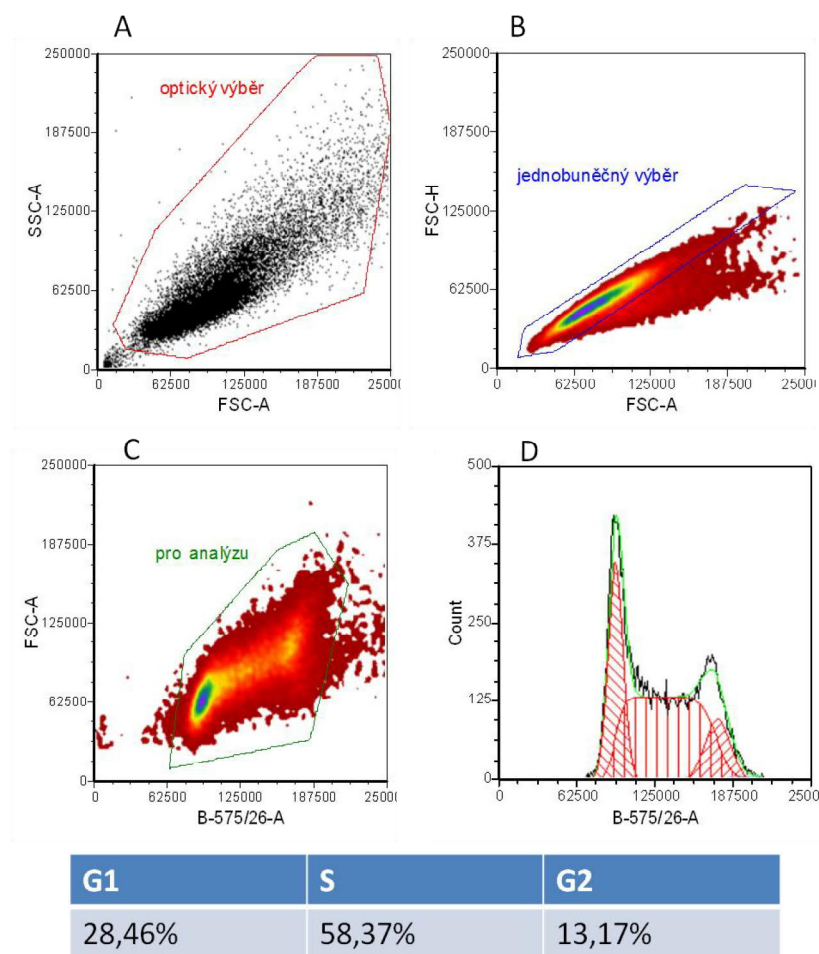 A
250000
optický výběr
187500
SSC-A
125000
62500
0
0 62500 125000 187500 25000
FSC-A
B
250000
187500
jednobuněčný výběr
FSC-H
125000
62500
0
0 62500 125000 187500 25000
FSC-A
C
250000
187500
pro analýzu
FSC-A
125000
62500
0
0 62500 125000 187500 25000
B-575/26-A
D
500
375
Count
250
125
0
0 62500 125000 187500 2500
B-575/26-A
G1 S G2
28,46% 58,37% 13,17%